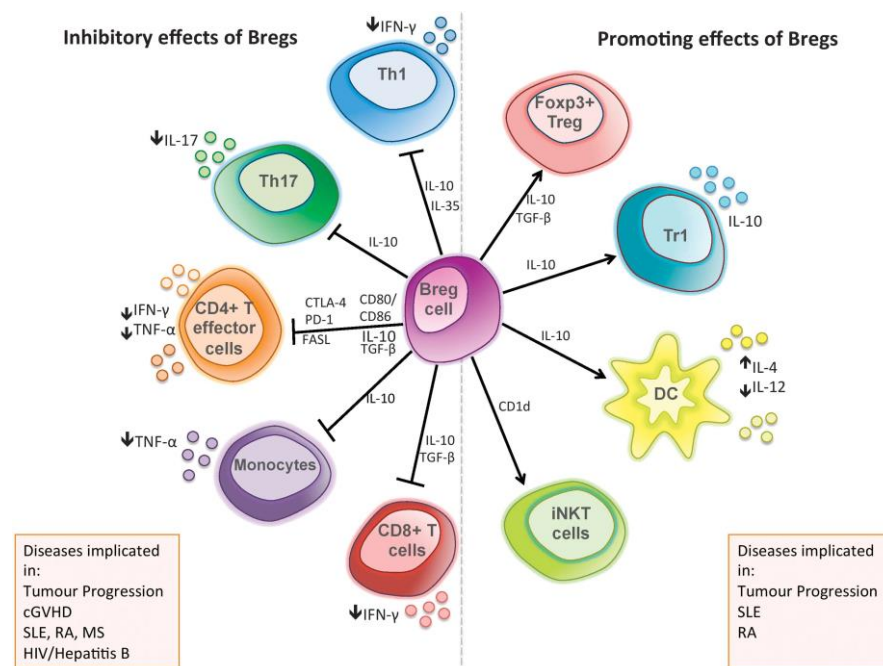 Inhibitory effects of Bregs
Promoting effects of Bregs
↓IFN-γ
Th1
↓IL-17
Th17
IL-10
IL-35
IL-10
↓IFN-γ
↓TNF-α
CD4+ T
effector
cells
CTLA-4
PD-1
FASL
CD80/
CD86
IL-10
TGF-β
Breg
cell
↓TNF-α
Monocytes
IL-10
IL-10
TGF-β
CD8+ T
cells
↓IFN-γ
Foxp3+
Treg
IL-10
TGF-β
Tr1
IL-10
IL-10
IL-10
DC
↑IL-4
↓IL-12
CD1d
iNKT
cells
Diseases implicated
in:
Tumour Progression
cGVHD
SLE, RA, MS
HIV/Hepatitis B
Diseases implicated
in:
Tumour Progression
SLE
RA